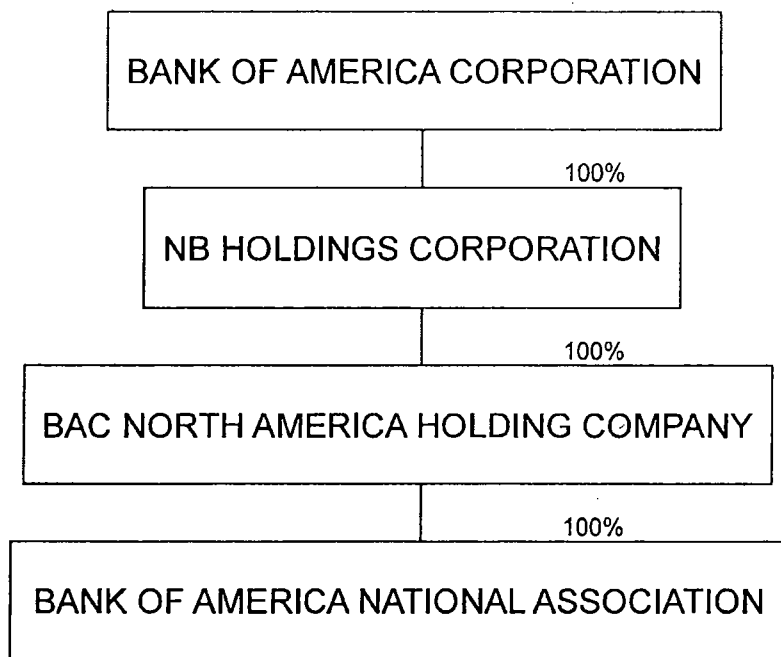 BANK OF AMERICA CORPORATION
100%
NB HOLDINGS CORPORATION
100%
BAC NORTH AMERICA HOLDING COMPANY
100%
BANK OF AMERICA NATIONAL ASSOCIATION